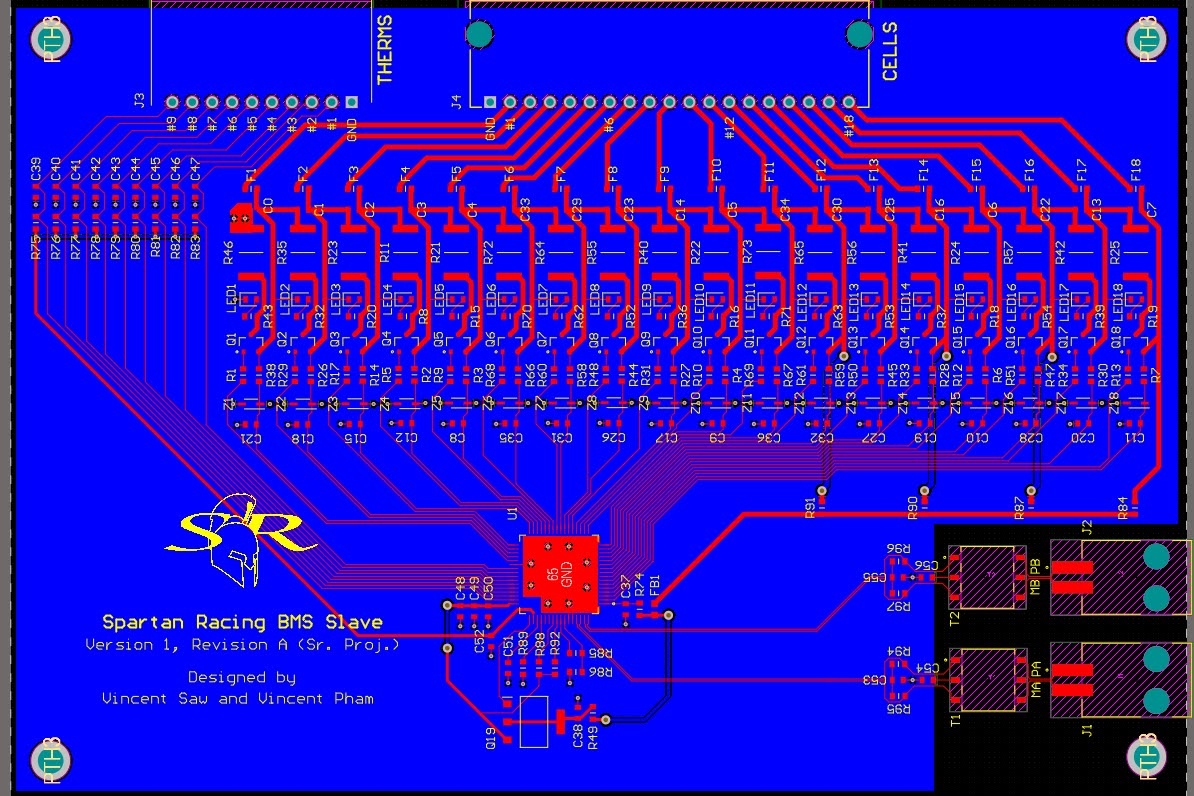 PTH8
THERMS
CELLS
PTH8
J3
J4
#9 #8 #7 #6 #5 #4 #3 #2 #1 GND
GND #1 #6 #12 #18
C39 C40 C41 C42 C43 C44 C45 C46 C47
F1 F2 F3 F4 F5 F6 F7 F8 F9 F10 F11 F12 F13 F14 F15 F16 F17 F18
C0 C1 C2 C3 C4 C33 C29 C23 C14 C5 C34 C30 C25 C16 C6 C22 C13 C7
R75 R76 R77 R78 R79 R80 R81 R82 R83
R46 R35 R23 R11 R21 R72 R64 R55 R40 R22 R73 R65 R56 R41 R24 R57 R42 R25
LED1 LED2 LED3 LED4 LED5 LED6 LED7 LED8 LED9 LED10 LED11 LED12 LED13 LED14 LED15 LED16 LED17 LED18
R43 R32 R20 R8 R15 R70 R62 R52 R36 R16 R71 R63 R53 R37 R18 R54 R39 R19
Q1 Q2 Q3 Q4 Q5 Q6 Q7 Q8 Q9 Q10 Q11 Q12 Q13 Q14 Q15 Q16 Q17 Q18
R1 R38 R29 R26 R17 R14 R5 R2 R9 R3 R68 R66 R60 R58 R48 R44 R31 R27 R10 R4 R69 R67 R61 R59 R50 R45 R33 R28 R12 R6 R51 R47 R34 R30 R13 R7
Z1 Z2 Z3 Z4 Z5 Z6 Z7 Z8 Z9 Z10 Z11 Z12 Z13 Z14 Z15 Z16 Z17 Z18
C21 C18 C15 C12 C8 C35 C31 C26 C17 C9 C36 C32 C27 C19 C10 C28 C20 C11
R91 R90 R87 R84
U1
65
GND
SR
Spartan Racing BMS Slave
Version 1, Revision A (Sr. Proj.)
Designed by
Vincent Saw and Vincent Pham
C48 C49 C50
C37 R74 FB1
C52 C51 R89 R88 R92
R85
R86
Q19
C38 R49
R96
C55 C56
R97
T2
MB PB
J2
R94
C53 C54
R95
T1
MA PA
J1
PTH8
PTH8